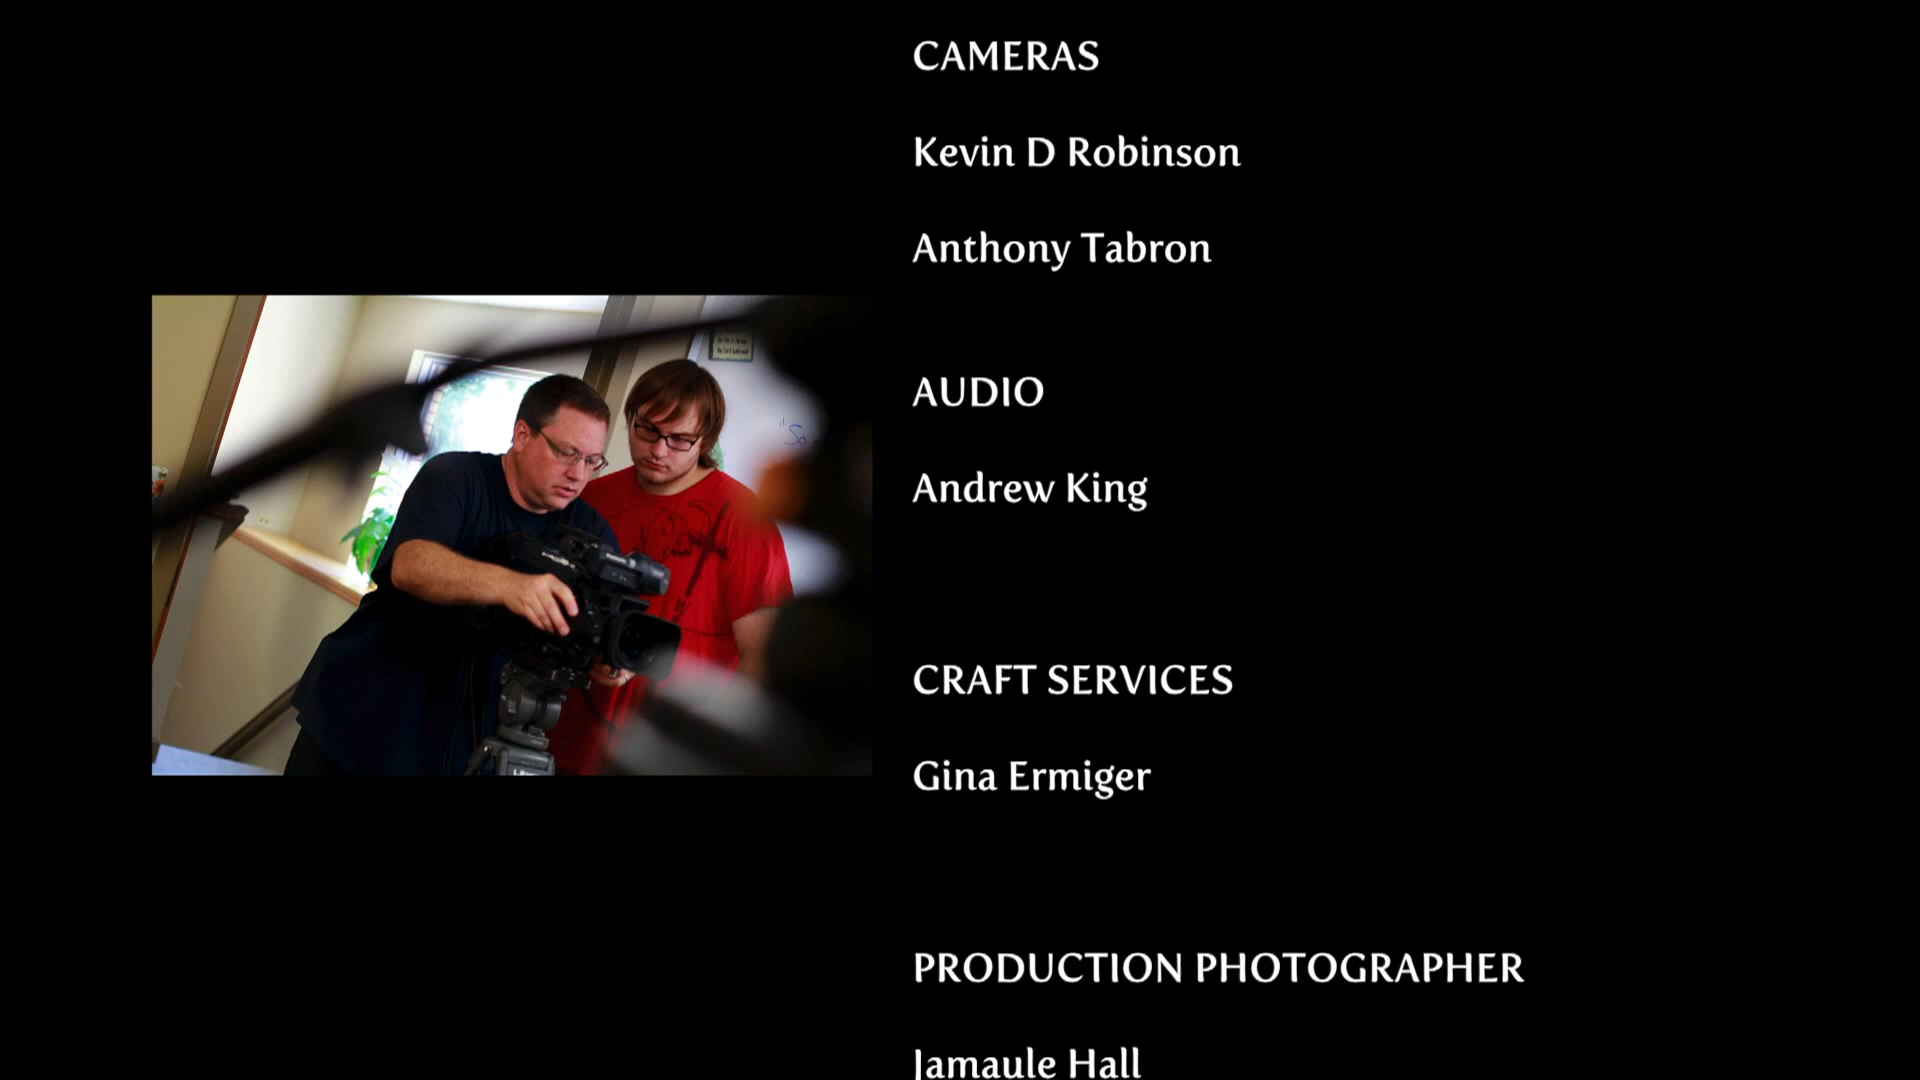 CAMERAS
Kevin D Robinson
Anthony Tabron
AUDIO
Andrew King
CRAFT SERVICES
Gina Ermiger
PRODUCTION PHOTOGRAPHER
Jamaule Hall